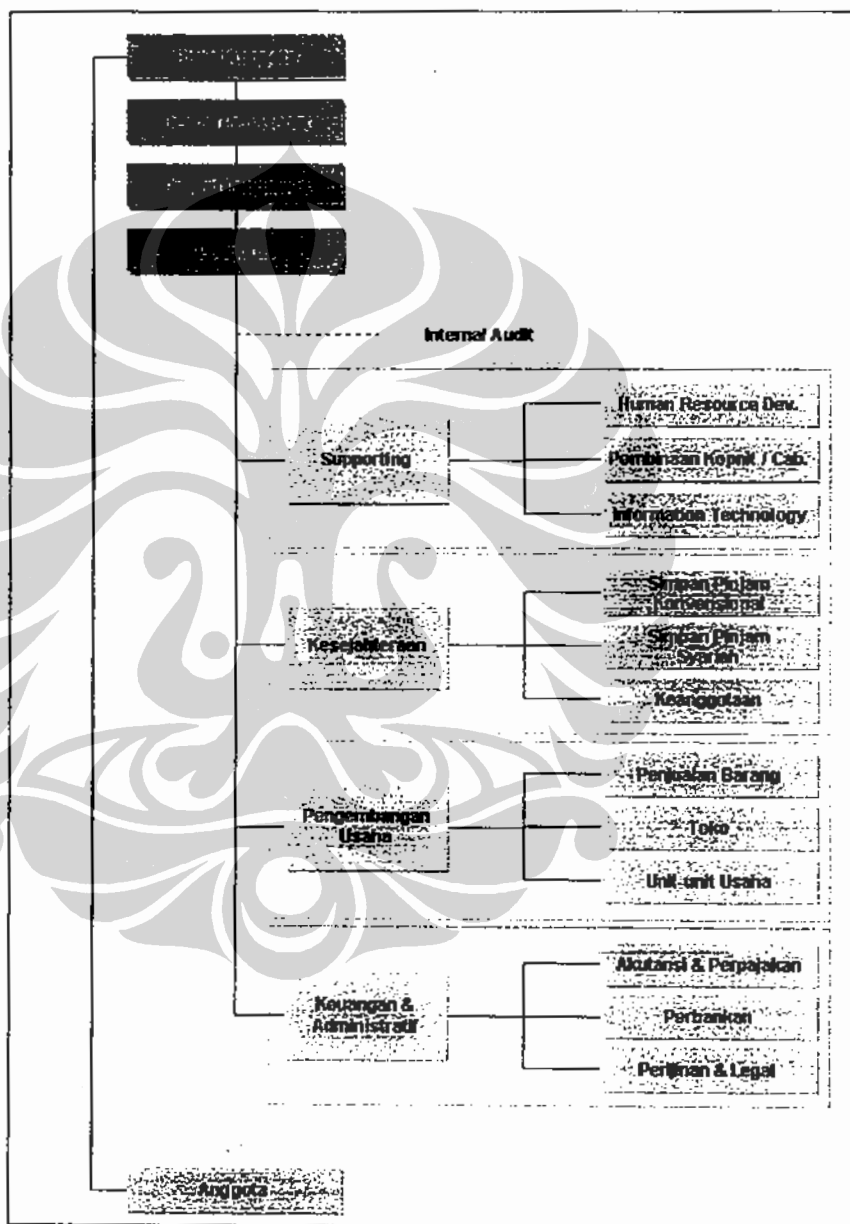 Internal Audit
Human Resource Dev.
Supporting
Pembinaan Kopnit / Cab.
Information Technology
Simpan Pinjam
Konvensional
Kesejahteraan
Simpan Pinjam
Syariah
Keanggotaan
Penjualan Barang
Pengembangan
Usaha
Toko
Unit-unit Usaha
Akutansi & Perpajakan
Keuangan &
Administratif
Perbankan
Perijinan & Legal
Anggota